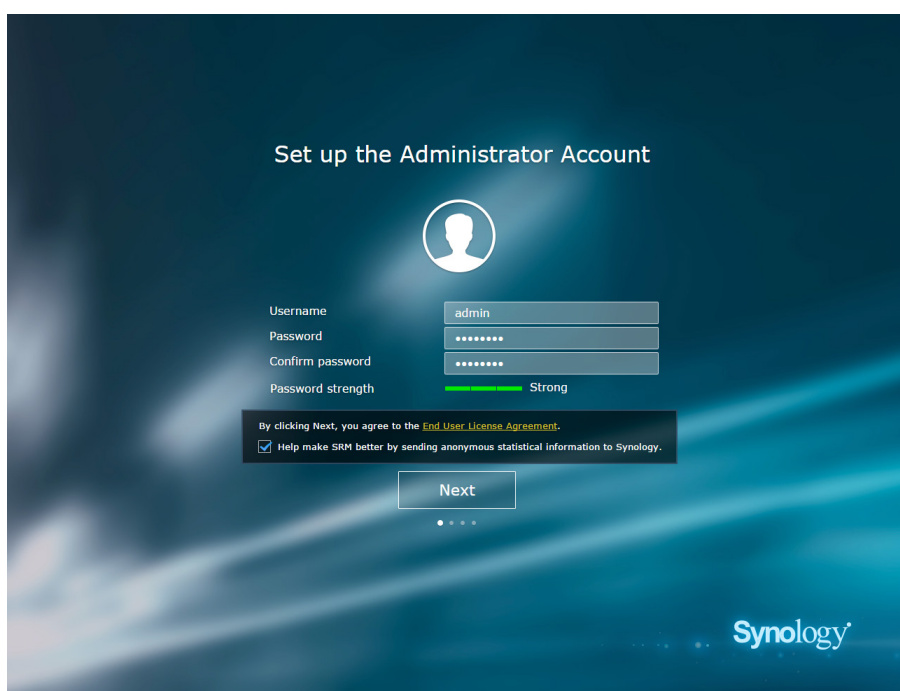 Set up the Administrator Account
Username
admin
Password
••••••••
Confirm password
••••••••
Password strength
Strong
By clicking Next, you agree to the End User License Agreement.
Help make SRM better by sending anonymous statistical information to Synology.
Next
Synology